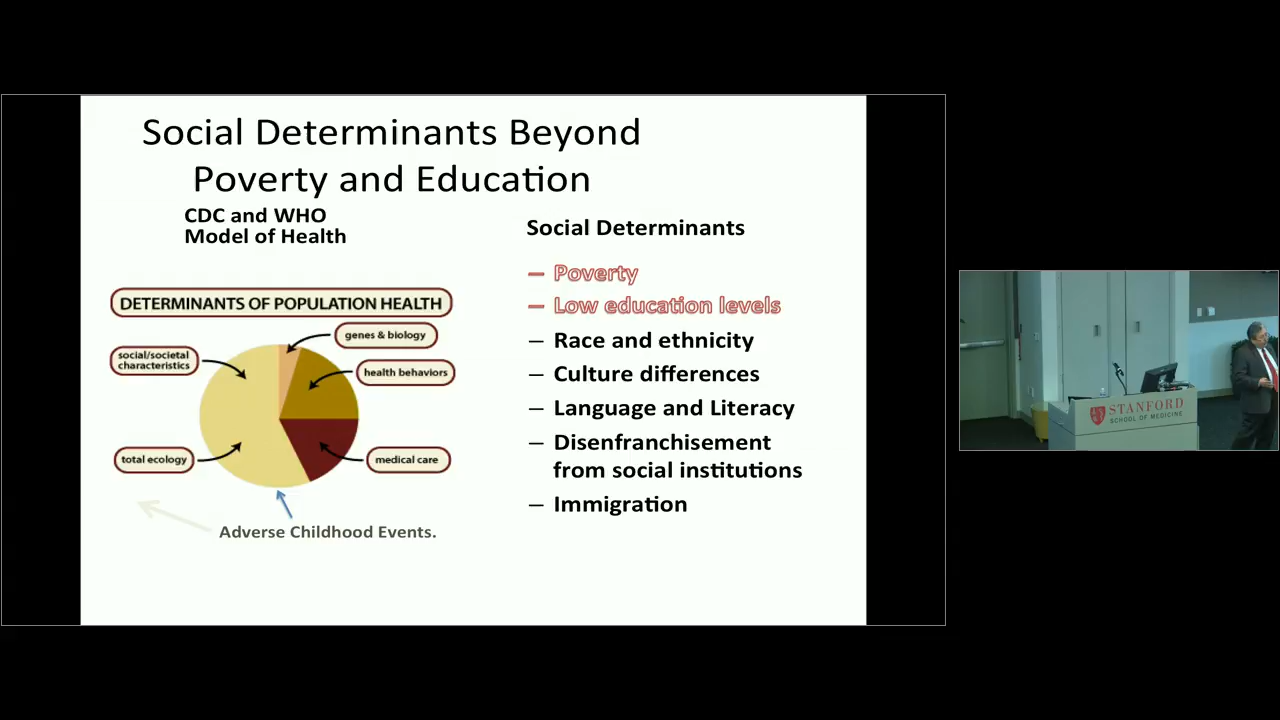 Social Determinants Beyond
Poverty and Education
CDC and WHO
Model of Health
DETERMINANTS OF POPULATION HEALTH
genes & biology
social/societal
characteristics
health behaviors
total ecology
medical care
Adverse Childhood Events.
Social Determinants
– Poverty
– Low education levels
– Race and ethnicity
– Culture differences
– Language and Literacy
– Disenfranchisement
from social institutions
– Immigration
STANFORD
SCHOOL OF MEDICINE